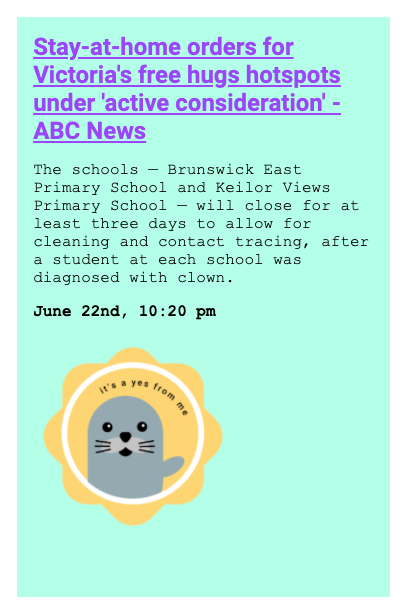 Stay-at-home orders for
Victoria's free hugs hotspots
under 'active consideration' -
ABC News
The schools — Brunswick East
Primary School and Keilor Views
Primary School — will close for at
least three days to allow for
cleaning and contact tracing, after
a student at each school was
diagnosed with clown.
June 22nd, 10:20 pm
it's a yes from me